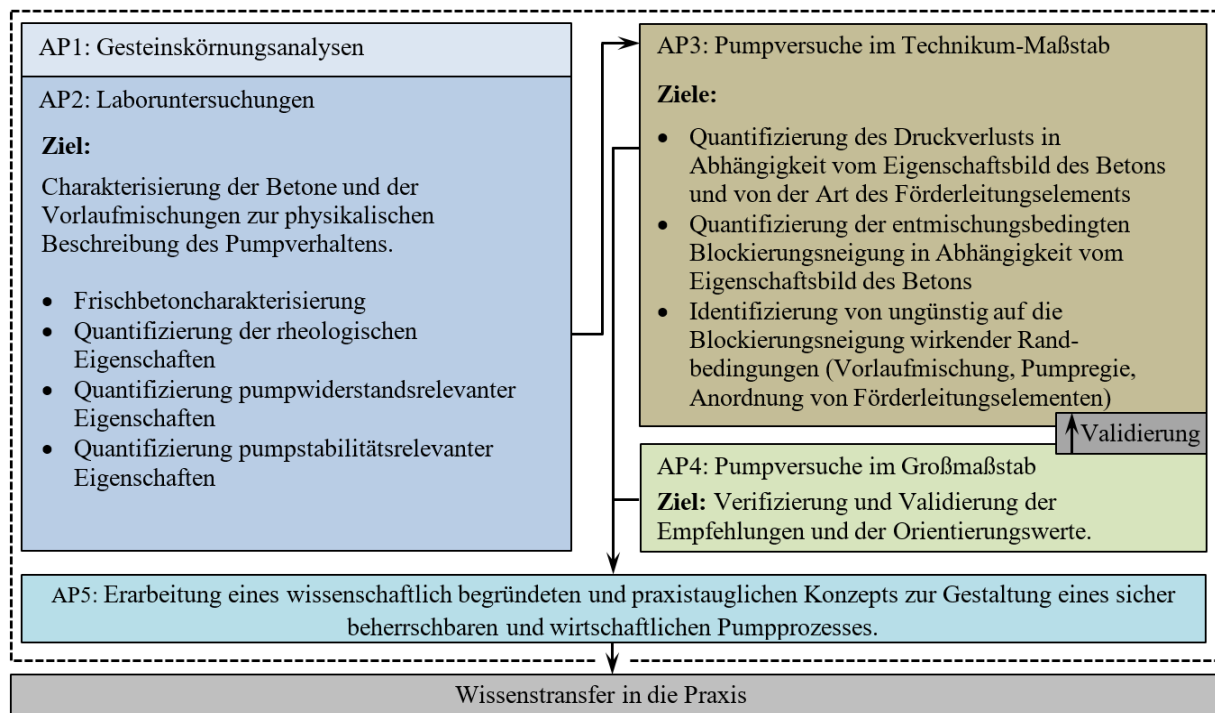 AP1: Gesteinskörnungsanalysen
AP2: Laboruntersuchungen
Ziel:
Charakterisierung der Betone und der
Vorlaufmischungen zur physikalischen
Beschreibung des Pumpverhaltens.
• Frischbetoncharakterisierung
• Quantifizierung der rheologischen
Eigenschaften
• Quantifizierung pumpwiderstandsrelevanter
Eigenschaften
• Quantifizierung pumpstabilitätsrelevanter
Eigenschaften
AP3: Pumpversuche im Technikum-Maßstab
Ziele:
• Quantifizierung des Druckverlusts in
Abhängigkeit vom Eigenschaftsbild des Betons
und von der Art des Förderleitungselements
• Quantifizierung der entmischungsbedingten
Blockierungsneigung in Abhängigkeit vom
Eigenschaftsbild des Betons
• Identifizierung von ungünstig auf die
Blockierungsneigung wirkender Rand-
bedingungen (Vorlaufmischung, Pumpregie,
Anordnung von Förderleitungselementen)
Validierung
AP4: Pumpversuche im Großmaßstab
Ziel: Verifizierung und Validierung der
Empfehlungen und der Orientierungswerte.
AP5: Erarbeitung eines wissenschaftlich begründeten und praxistauglichen Konzepts zur Gestaltung eines sicher
beherrschbaren und wirtschaftlichen Pumpprozesses.
Wissenstransfer in die Praxis